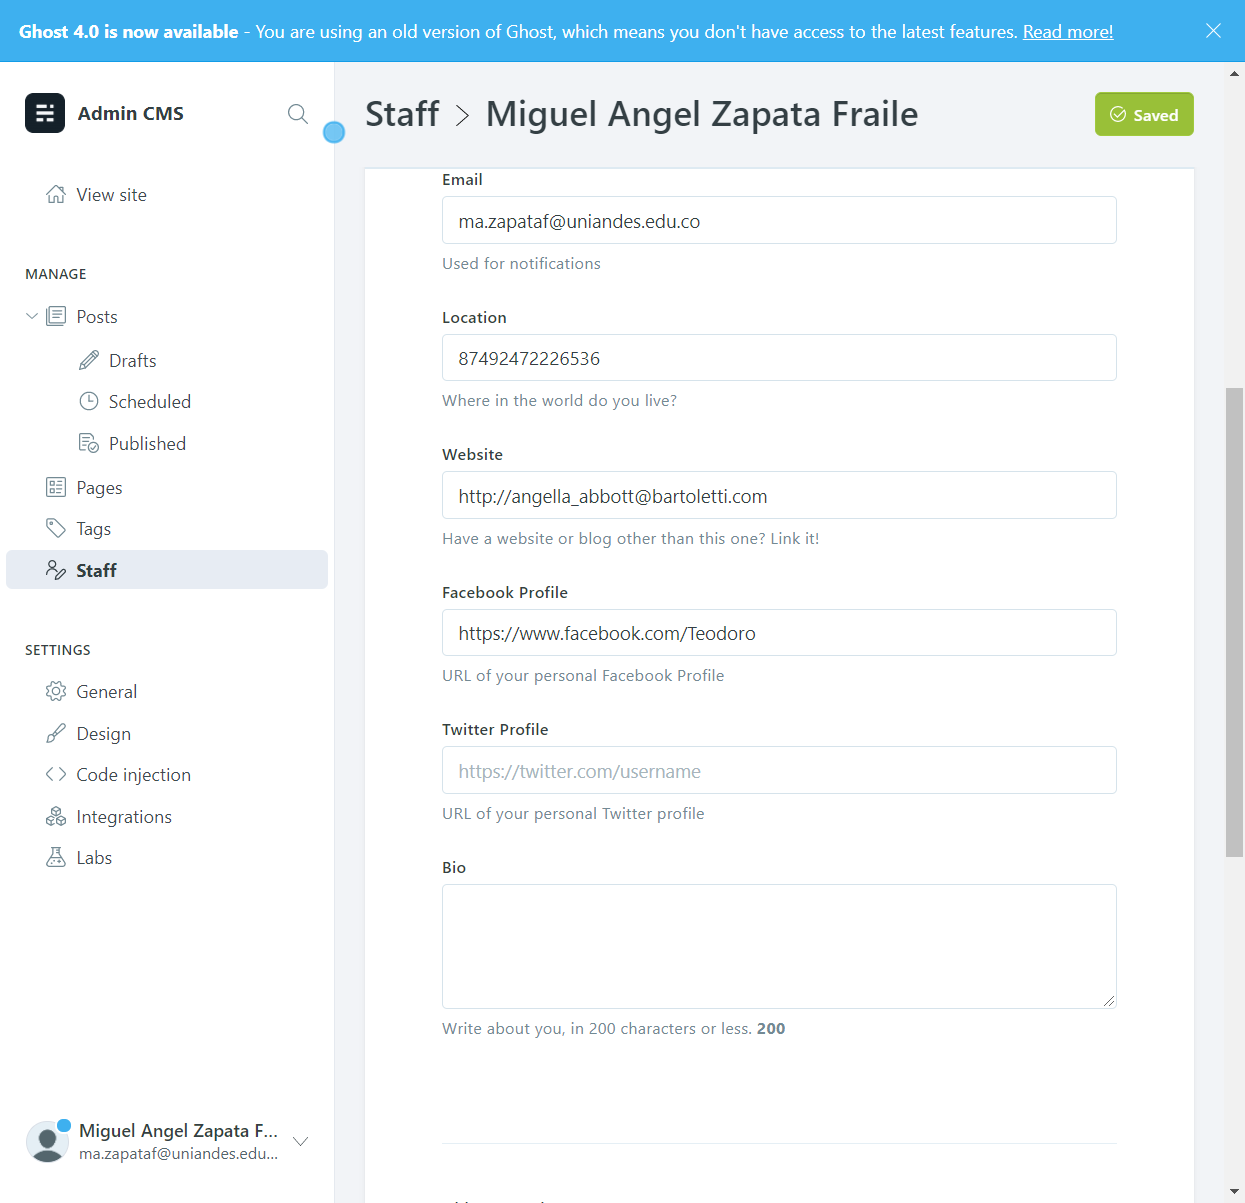 Ghost 4.0 is now available - You are using an old version of Ghost, which means you don't have access to the latest features. Read more!
Admin CMS
View site
MANAGE
Posts
Drafts
Scheduled
Published
Pages
Tags
Staff
SETTINGS
General
Design
Code injection
Integrations
Labs
Miguel Angel Zapata F...
ma.zapataf@uniandes.edu...
Staff > Miguel Angel Zapata Fraile
Saved
Email
ma.zapataf@uniandes.edu.co
Used for notifications
Location
87492472226536
Where in the world do you live?
Website
http://angella_abbott@bartoletti.com
Have a website or blog other than this one? Link it!
Facebook Profile
https://www.facebook.com/Teodoro
URL of your personal Facebook Profile
Twitter Profile
https://twitter.com/username
URL of your personal Twitter profile
Bio
Write about you, in 200 characters or less. 200